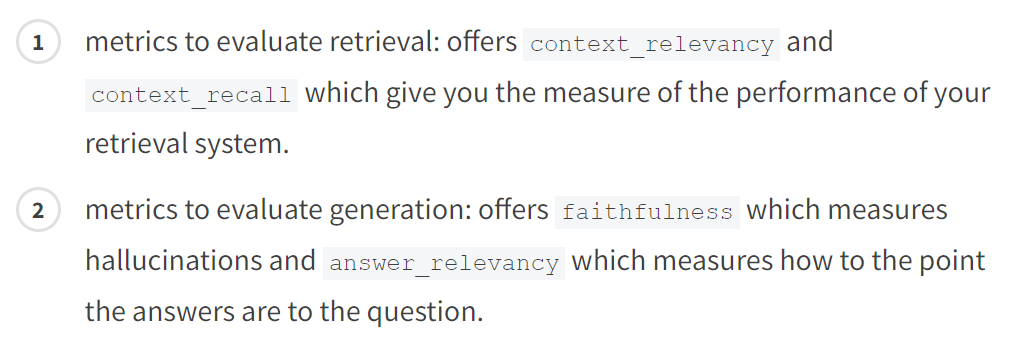 1 metrics to evaluate retrieval: offers context_relevancy and
context_recall which give you the measure of the performance of your
retrieval system.
2 metrics to evaluate generation: offers faithfulness which measures
hallucinations and answer_relevancy which measures how to the point
the answers are to the question.